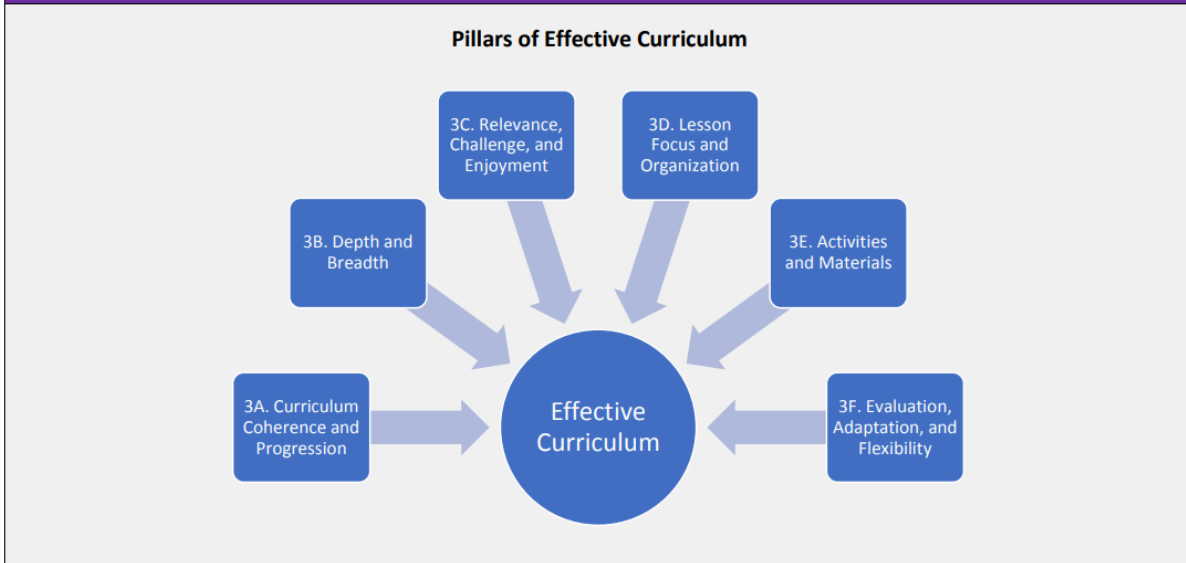 Pillars of Effective Curriculum
3C. Relevance,
Challenge, and
Enjoyment
3D. Lesson
Focus and
Organization
3B. Depth and
Breadth
3E. Activities
and Materials
3A. Curriculum
Coherence and
Progression
Effective
Curriculum
3F. Evaluation,
Adaptation, and
Flexibility